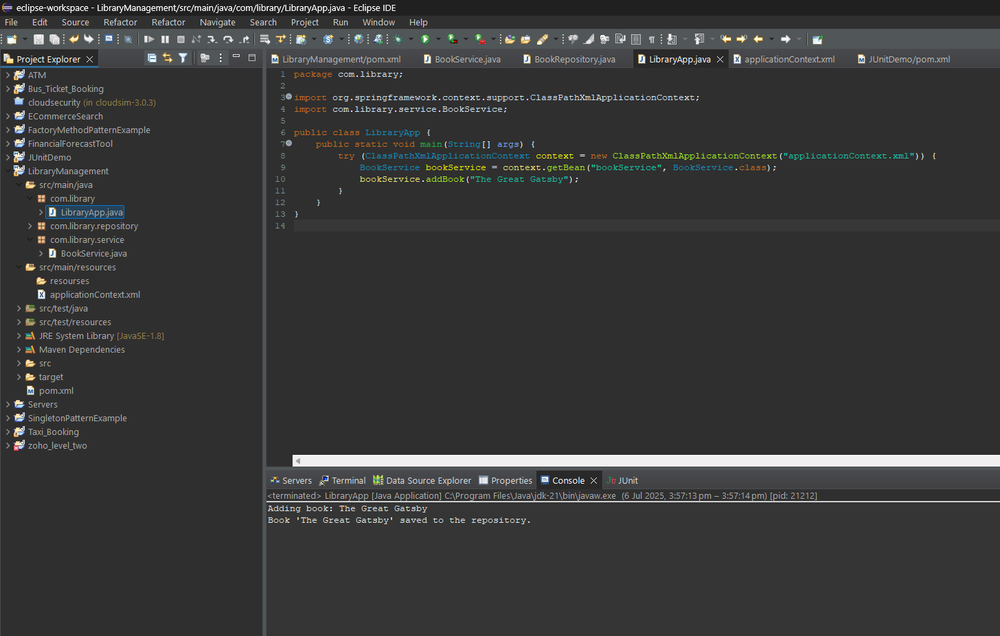 eclipse-workspace - LibraryManagement/src/main/java/com/library/LibraryApp.java - Eclipse IDE
File Edit Source Refactor Refactor Navigate Search Project Run Window Help
Project Explorer
ATM
Bus_Ticket_Booking
cloudsecurity (in cloudsim-3.0.3)
ECommerceSearch
FactoryMethodPatternExample
FinancialForecastTool
JUnitDemo
LibraryManagement
src/main/java
com.library
LibraryApp.java
com.library.repository
com.library.service
BookService.java
src/main/resources
resourses
applicationContext.xml
src/test/java
src/test/resources
JRE System Library [JavaSE-1.8]
Maven Dependencies
src
target
pom.xml
Servers
SingletonPatternExample
Taxi_Booking
zoho_level_two
LibraryManagement/pom.xml BookService.java BookRepository.java LibraryApp.java applicationContext.xml JUnitDemo/pom.xml
1 package com.library;
2
3 import org.springframework.context.support.ClassPathXmlApplicationContext;
4 import com.library.service.BookService;
5
6 public class LibraryApp {
7     public static void main(String[] args) {
8         try (ClassPathXmlApplicationContext context = new ClassPathXmlApplicationContext("applicationContext.xml")) {
9             BookService bookService = context.getBean("bookService", BookService.class);
10             bookService.addBook("The Great Gatsby");
11         }
12     }
13 }
14
Servers Terminal Data Source Explorer Properties Console JUnit
<terminated> LibraryApp [Java Application] C:\Program Files\Java\jdk-21\bin\javaw.exe (6 Jul 2025, 3:57:13 pm – 3:57:14 pm) [pid: 21212]
Adding book: The Great Gatsby
Book 'The Great Gatsby' saved to the repository.